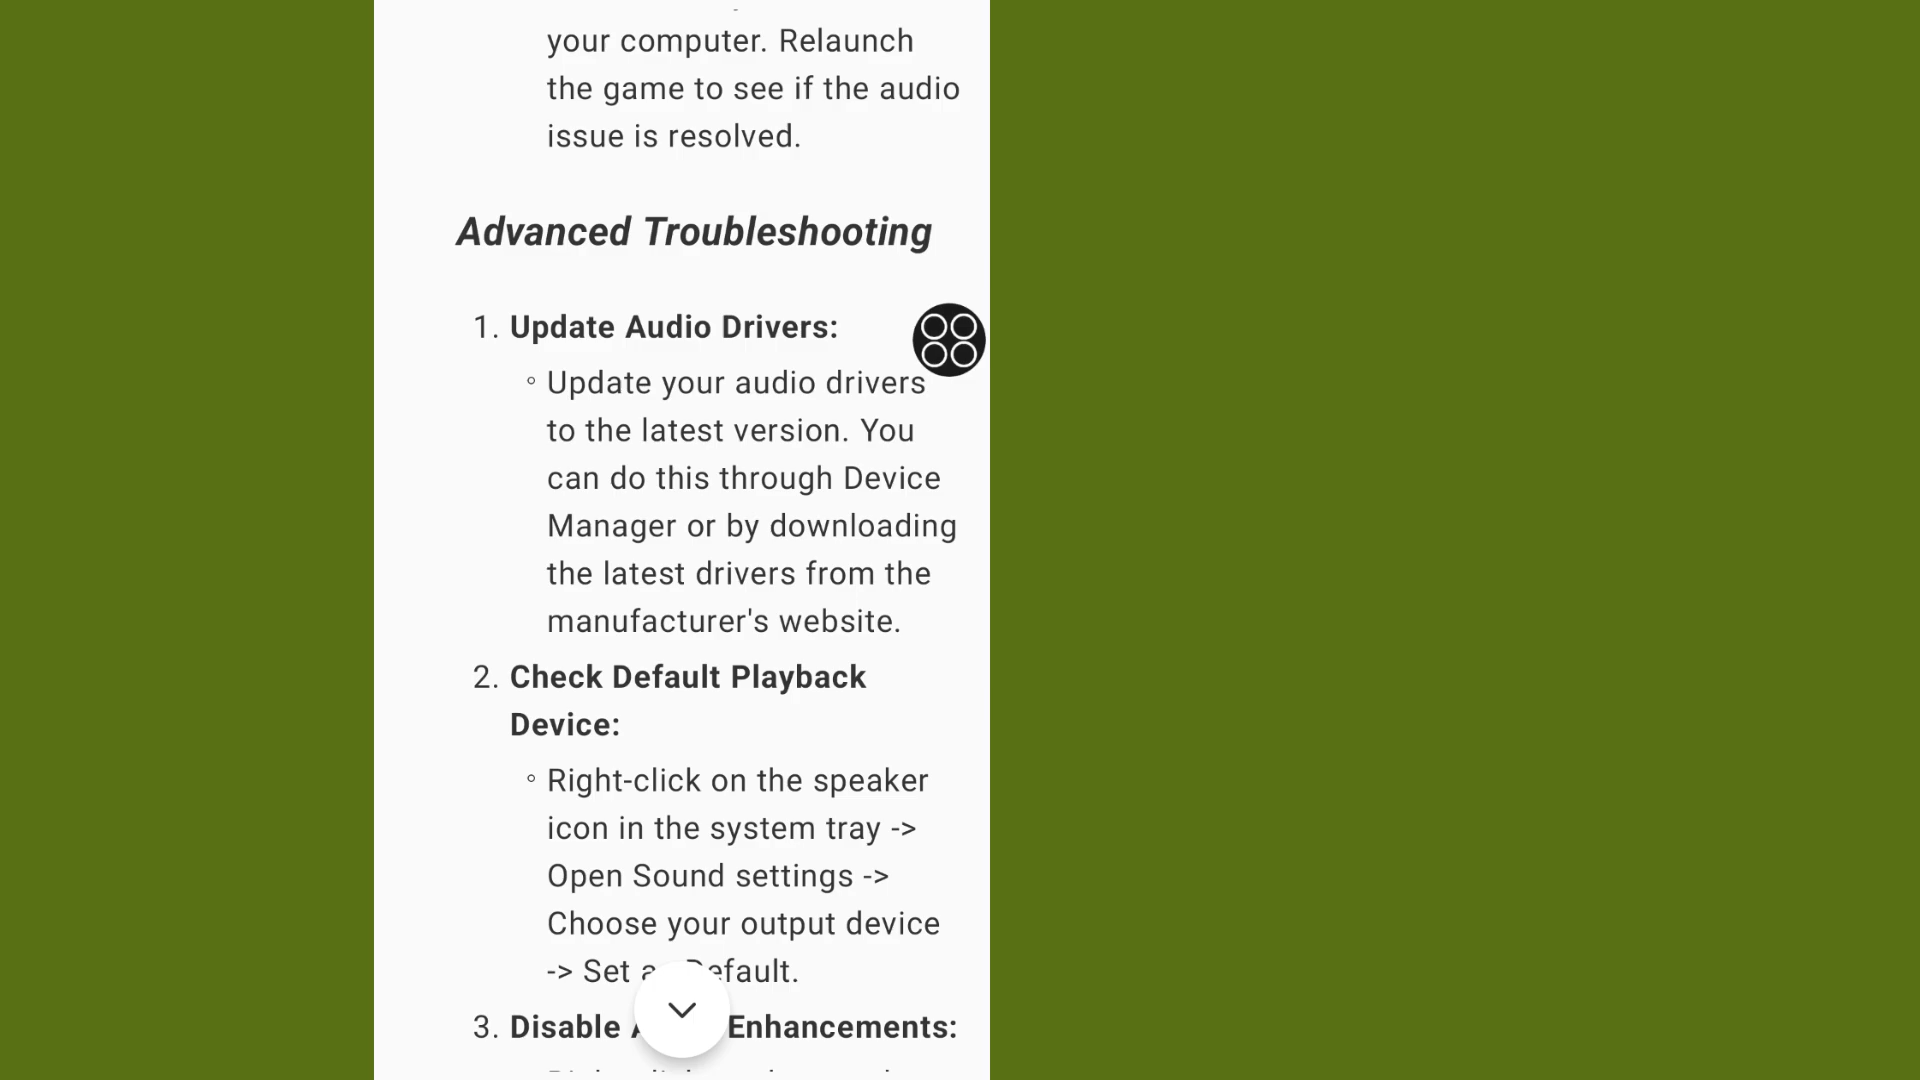 your computer. Relaunch
the game to see if the audio
issue is resolved.
Advanced Troubleshooting
1. Update Audio Drivers:
◦ Update your audio drivers
to the latest version. You
can do this through Device
Manager or by downloading
the latest drivers from the
manufacturer's website.
2. Check Default Playback
Device:
◦ Right-click on the speaker
icon in the system tray ->
Open Sound settings ->
Choose your output device
-> Set Default.
3. Disable Enhancements: